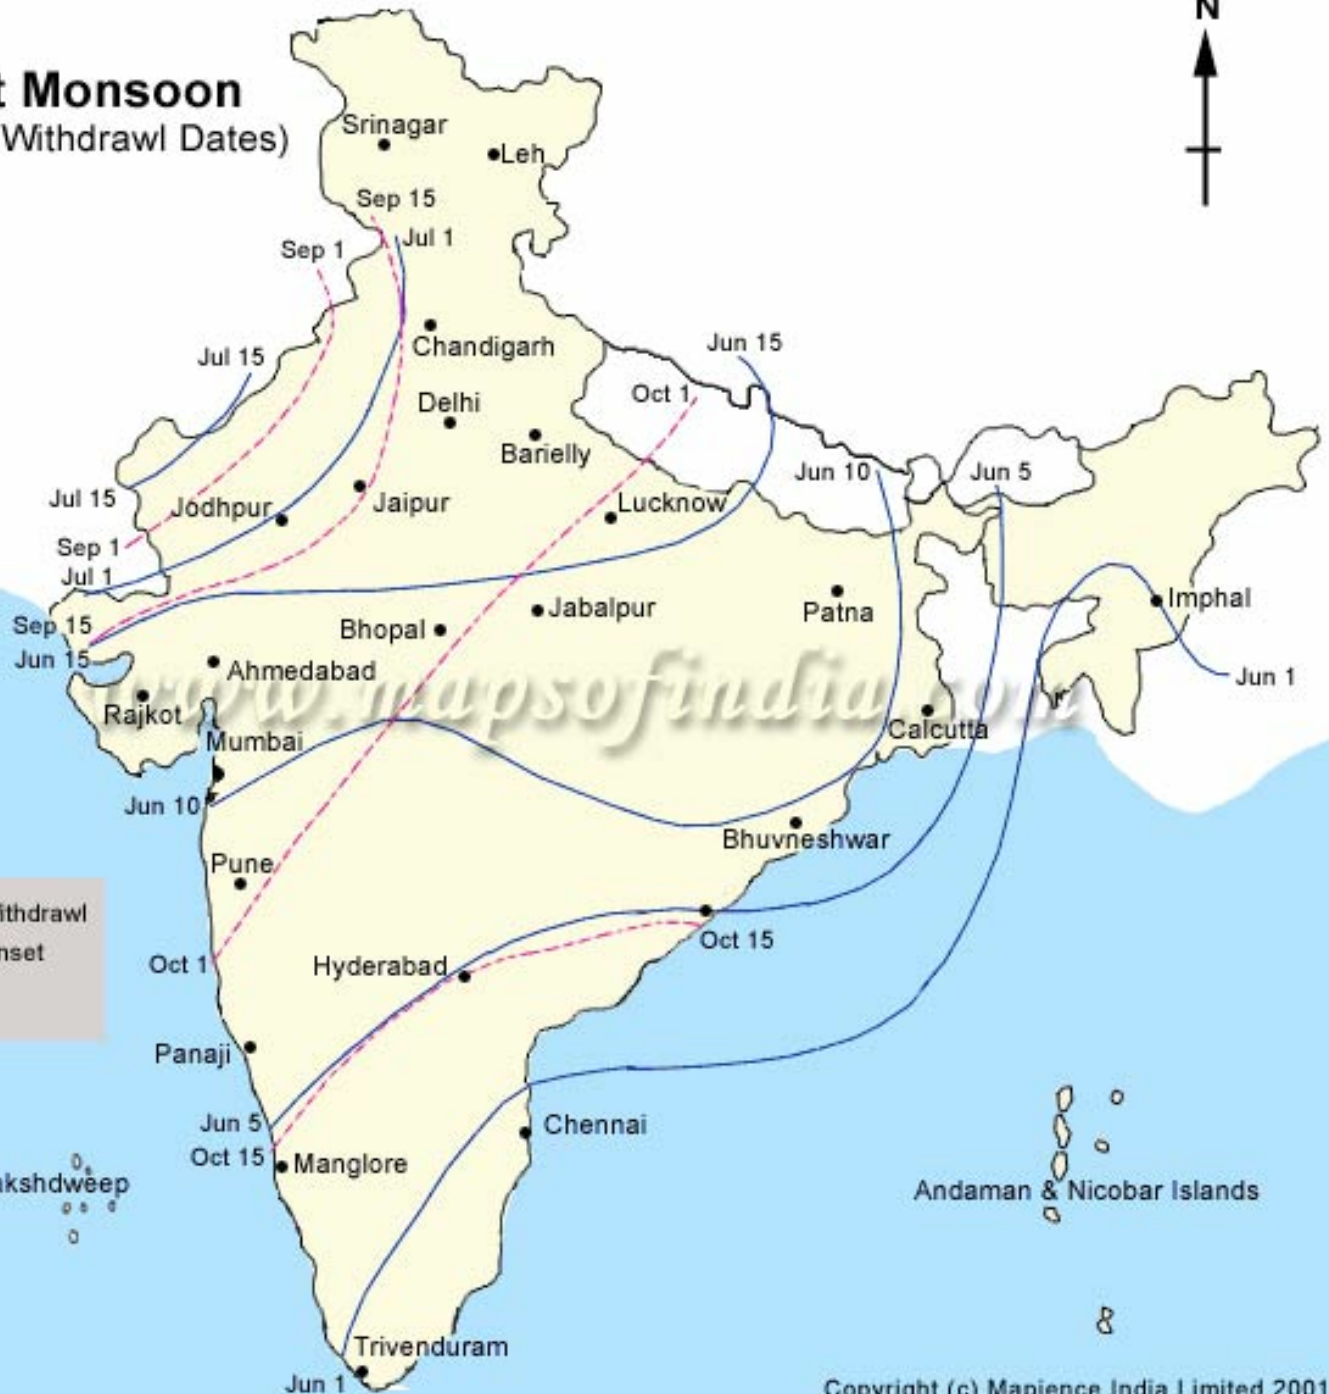 N
t Monsoon
Withdrawl Dates)
Srinagar
Leh
Sep 15
Jul 1
Sep 1
Chandigarh
Jun 15
Jul 15
Oct 1
Delhi
Barielly
Jun 10
Jun 5
Jul 15
Jodhpur
Jaipur
Lucknow
Sep 1
Jul 1
Imphal
Jabalpur
Patna
Sep 15
Bhopal
Jun 15
Ahmedabad
Jun 1
www.mapsofindia.com
Rajkot
Calcutta
Mumbai
Jun 10
Bhuvneshwar
Pune
ithdrawl
Oct 15
nset
Oct 1
Hyderabad
Panaji
Jun 5
Chennai
Oct 15
Manglore
akshdweep
Andaman & Nicobar Islands
Trivenduram
Jun 1
Copyright (c) Mapience India Limited 2001